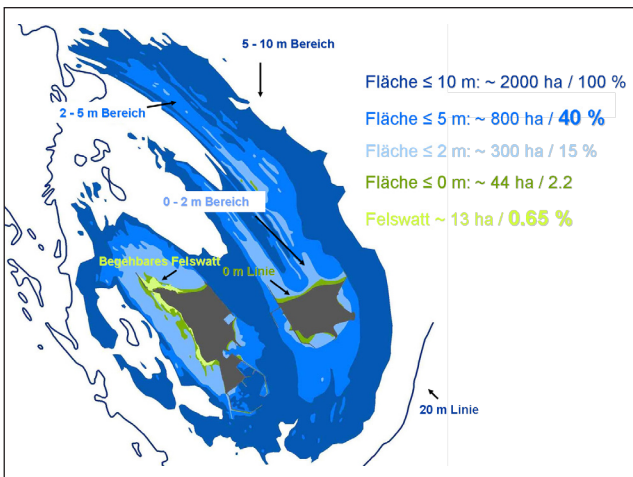 5 - 10 m Bereich
2 - 5 m Bereich
Fläche ≤ 10 m: ~ 2000 ha / 100 %
Fläche ≤ 5 m: ~ 800 ha / 40 %
Fläche ≤ 2 m: ~ 300 ha / 15 %
Fläche ≤ 0 m: ~ 44 ha / 2.2
Felswatt ~ 13 ha / 0.65 %
0 - 2 m Bereich
Begehbares Felswatt
0 m Linie
20 m Linie